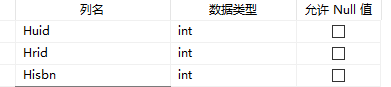 列名 数据类型 允许 Null 值
Huid int
Hrid int
Hisbn int